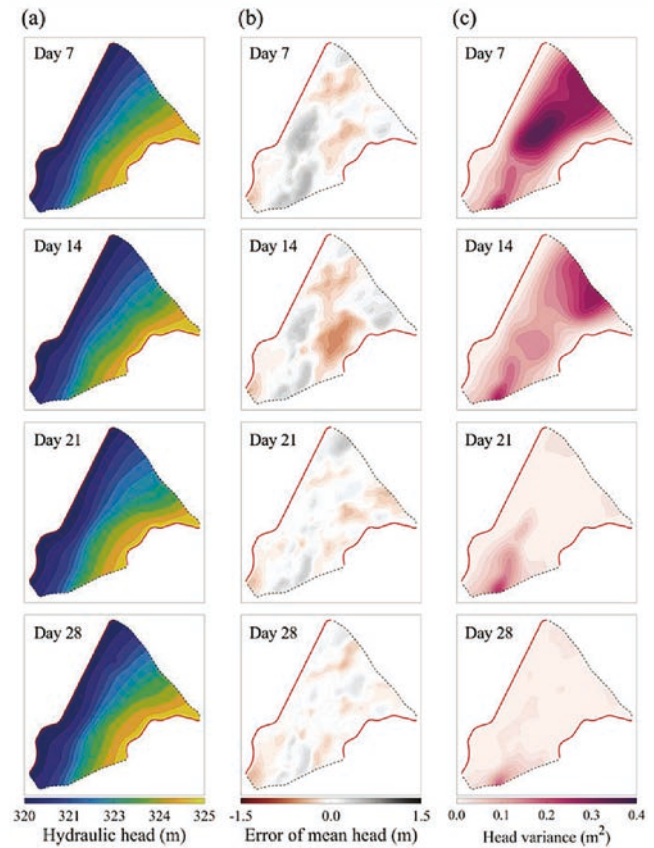 (a)
(b)
(c)
Day 7
Day 7
Day 7
Day 14
Day 14
Day 14
Day 21
Day 21
Day 21
Day 28
Day 28
Day 28
320 321 323 324 325
-1.5 0.0 1.5
0.0 0.1 0.2 0.3 0.4
Hydraulic head (m)
Error of mean head (m)
Head variance (m²)